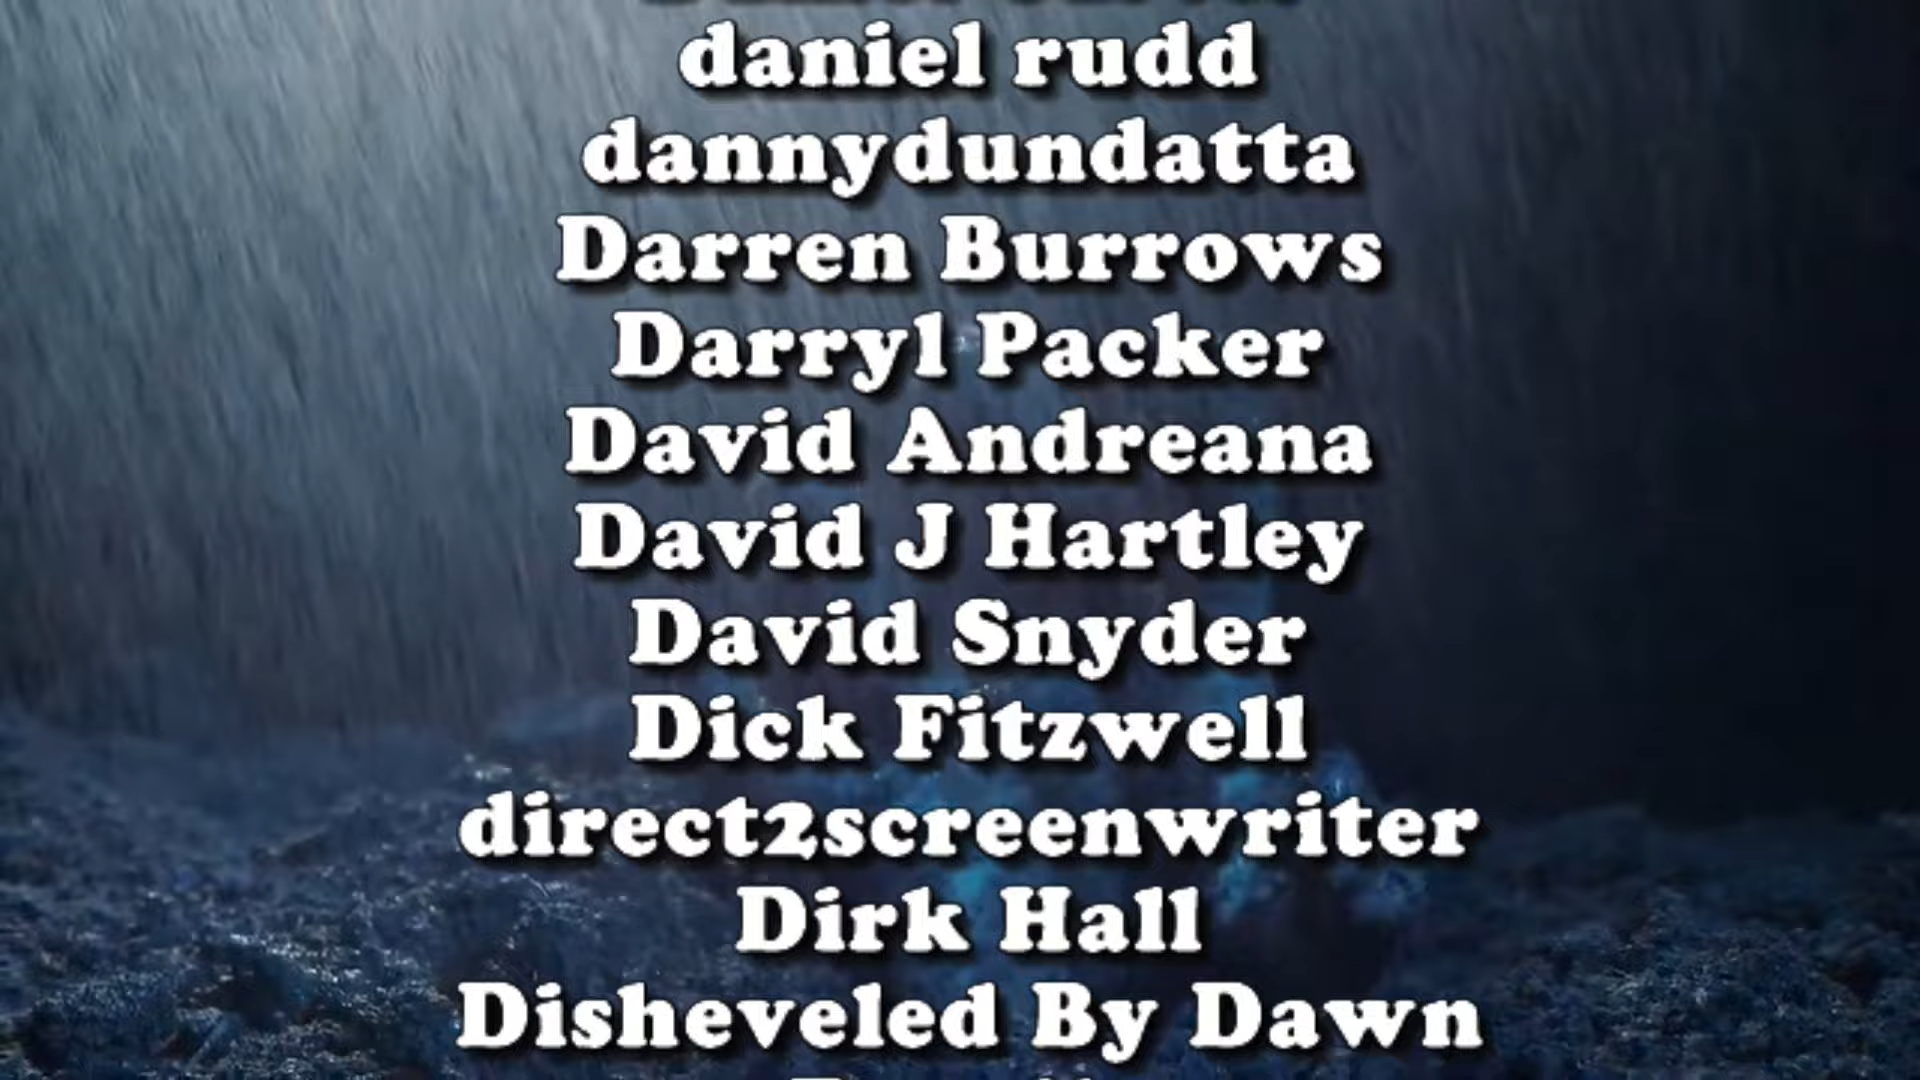 daniel rudd
dannydundatta
Darren Burrows
Darryl Packer
David Andreana
David J Hartley
David Snyder
Dick Fitzwell
direct2screenwriter
Dirk Hall
Disheveled By Dawn